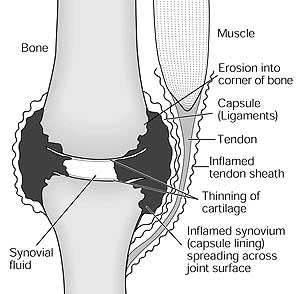 Bone
Muscle
Erosion into
corner of bone
Capsule
(Ligaments)
Tendon
Inflamed
tendon sheath
Thinning of
cartilage
Synovial
fluid
Inflamed synovium
(capsule lining)
spreading across
joint surface